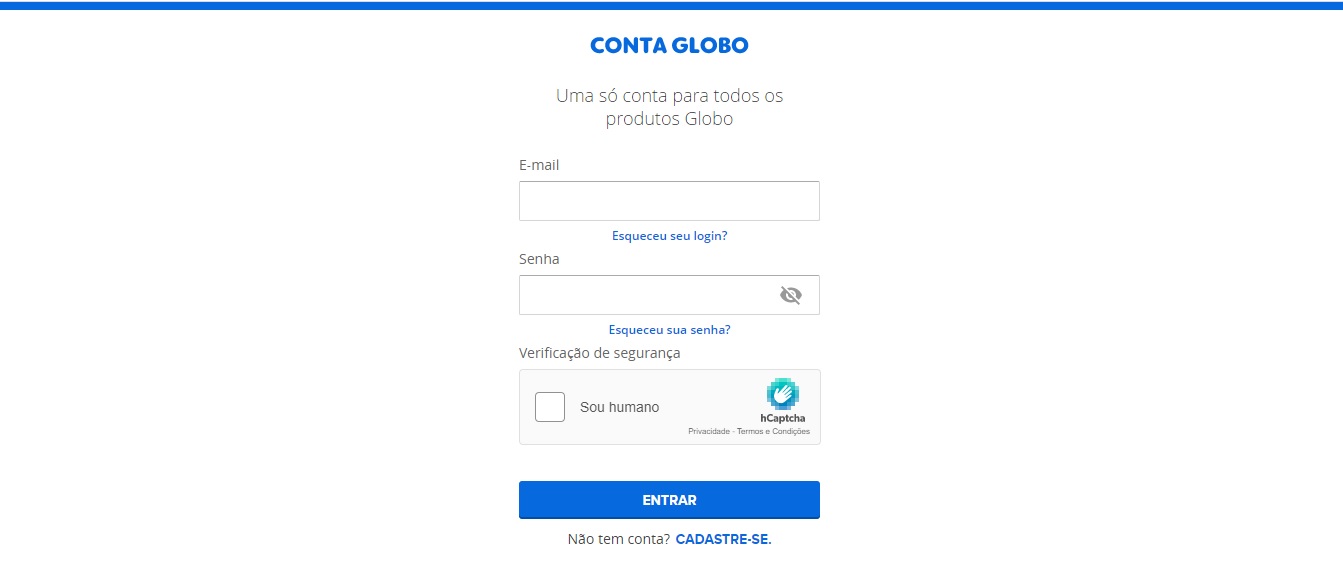 CONTA GLOBO
Uma só conta para todos os
produtos Globo
E-mail
Esqueceu seu login?
Senha
Esqueceu sua senha?
Verificação de segurança
Sou humano
hCaptcha
Privacidade - Termos e Condições
ENTRAR
Não tem conta? CADASTRE-SE.